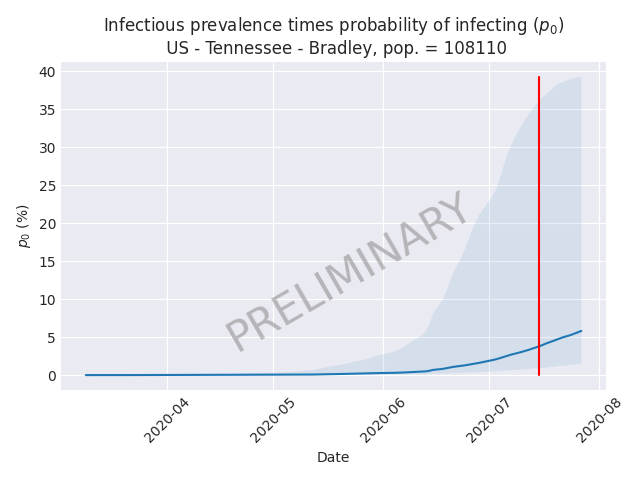 Infectious prevalence times probability of infecting (p₀)
US - Tennessee - Bradley, pop. = 108110
40
35
30
25
20
15
10
5
0
p₀ (%)
PRELIMINARY
2020-04
2020-05
2020-06
2020-07
2020-08
Date